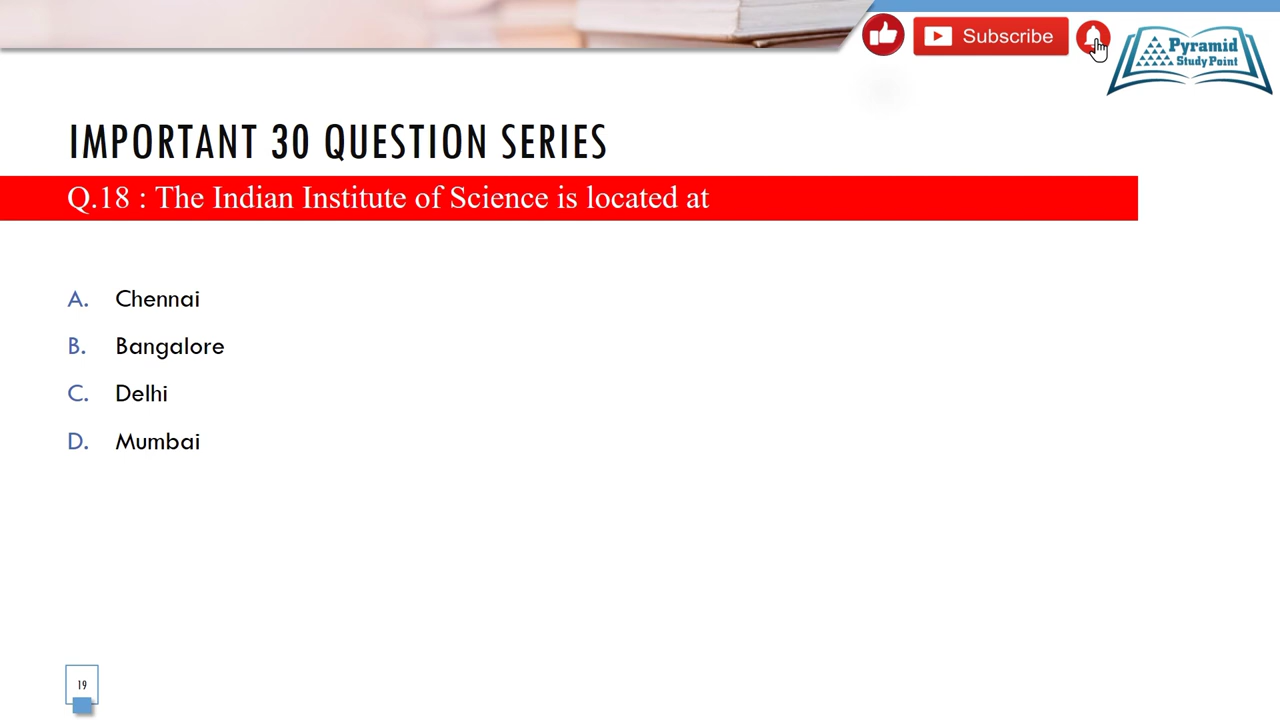 Subscribe
Pyramid
Study Point
IMPORTANT 30 QUESTION SERIES
Q.18 : The Indian Institute of Science is located at
A. Chennai
B. Bangalore
C. Delhi
D. Mumbai
19